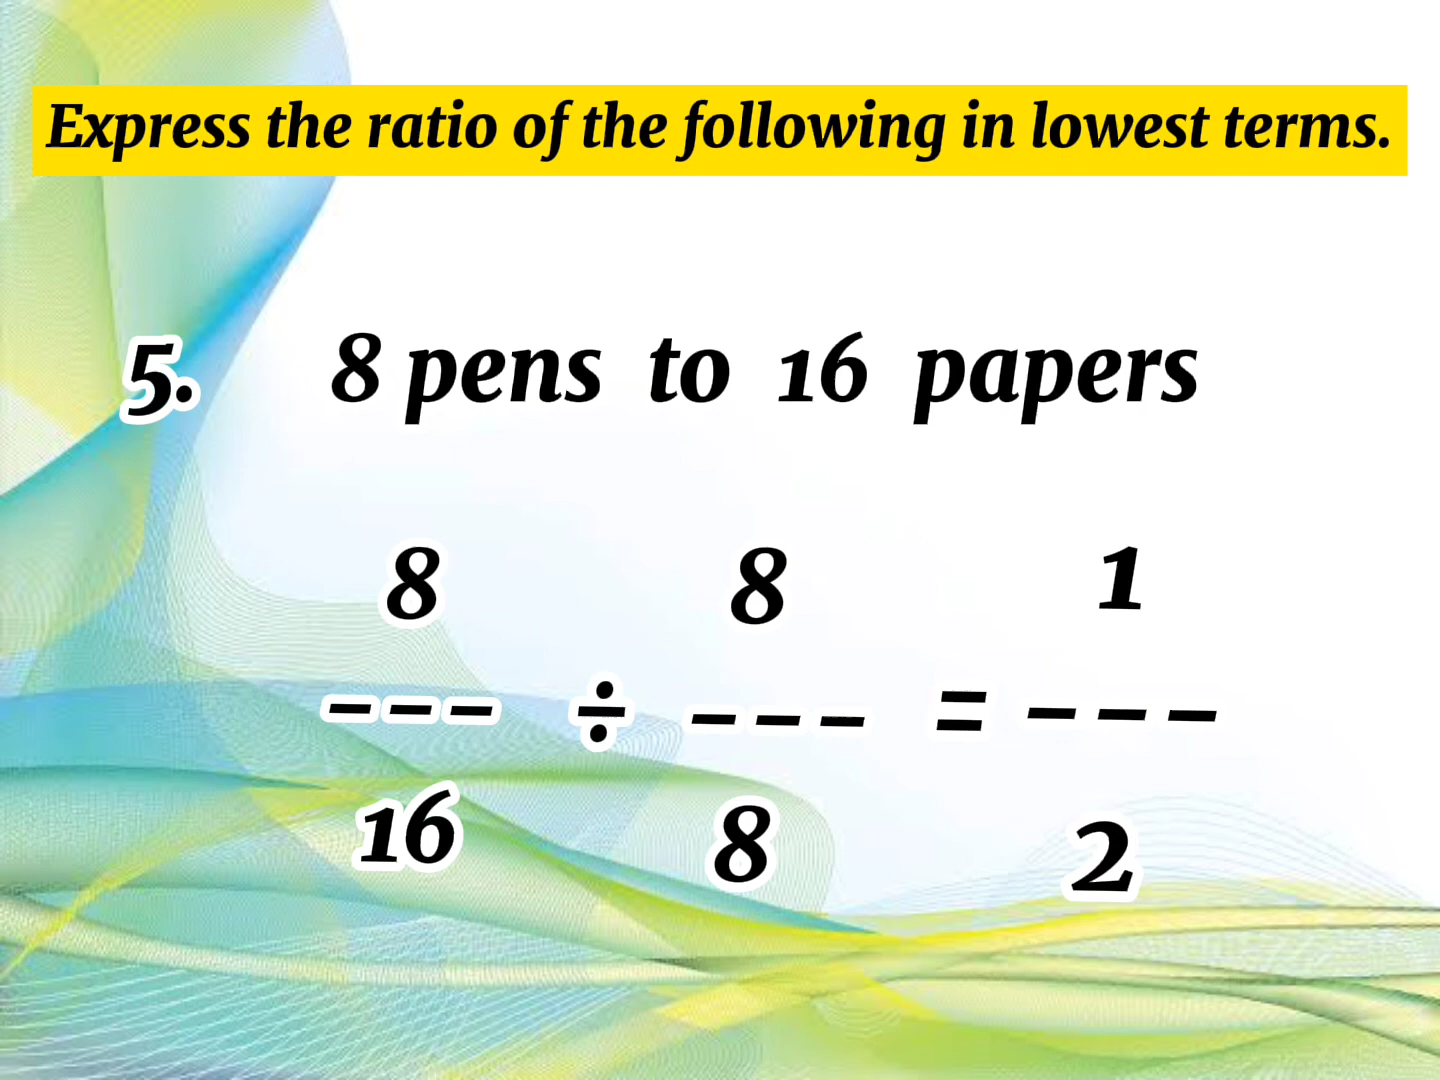 Express the ratio of the following in lowest terms.
5. 8 pens to 16 papers
8 8 1
--- ÷ --- = ---
16 8 2